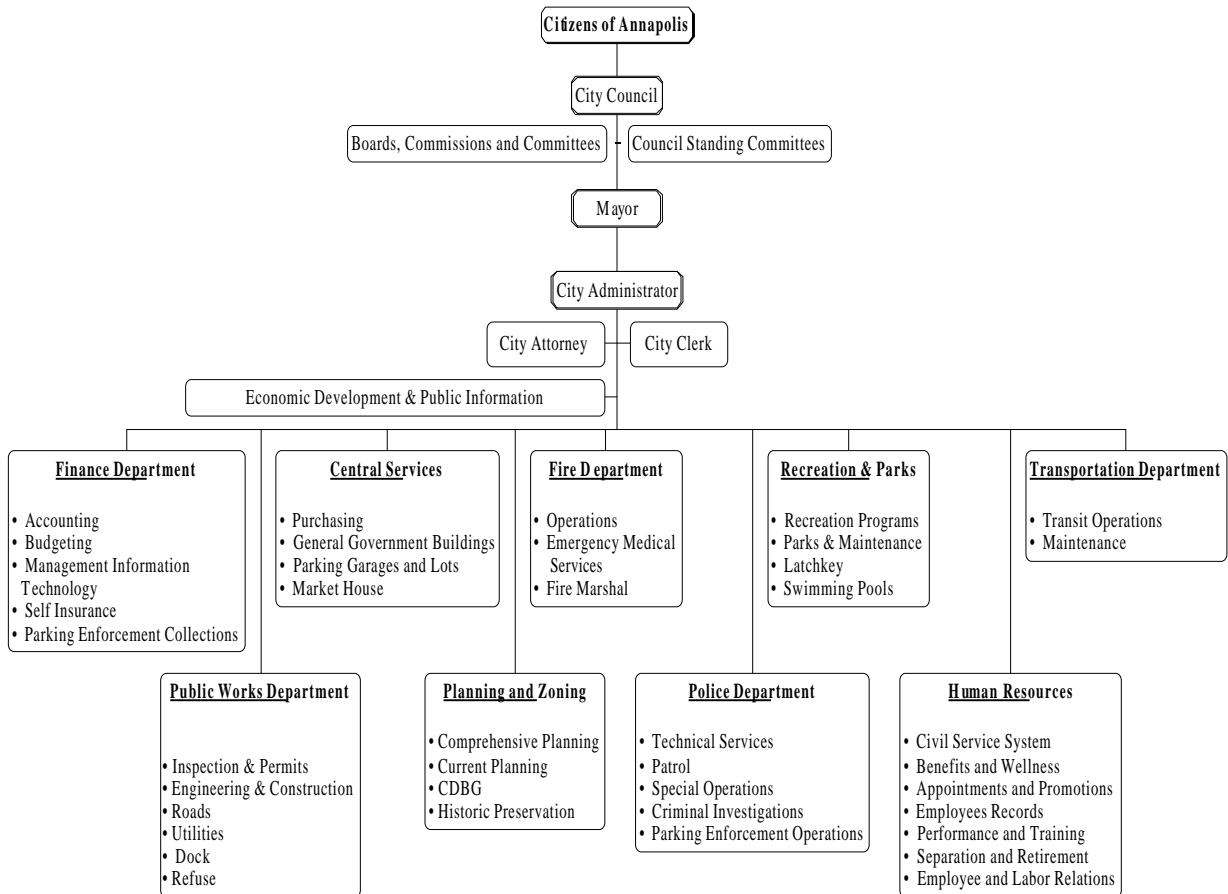 Citizens of Annapolis
City Council
Boards, Commissions and Committees
Council Standing Committees
Mayor
City Administrator
City Attorney
City Clerk
Economic Development & Public Information
Finance Department
• Accounting
• Budgeting
• Management Information
Technology
• Self Insurance
• Parking Enforcement Collections
Central Services
• Purchasing
• General Government Buildings
• Parking Garages and Lots
• Market House
Fire Department
• Operations
• Emergency Medical
Services
• Fire Marshal
Recreation & Parks
• Recreation Programs
• Parks & Maintenance
• Latchkey
• Swimming Pools
Transportation Department
• Transit Operations
• Maintenance
Public Works Department
• Inspection & Permits
• Engineering & Construction
• Roads
• Utilities
• Dock
• Refuse
Planning and Zoning
• Comprehensive Planning
• Current Planning
• CDBG
• Historic Preservation
Police Department
• Technical Services
• Patrol
• Special Operations
• Criminal Investigations
• Parking Enforcement Operations
Human Resources
• Civil Service System
• Benefits and Wellness
• Appointments and Promotions
• Employees Records
• Performance and Training
• Separation and Retirement
• Employee and Labor Relations